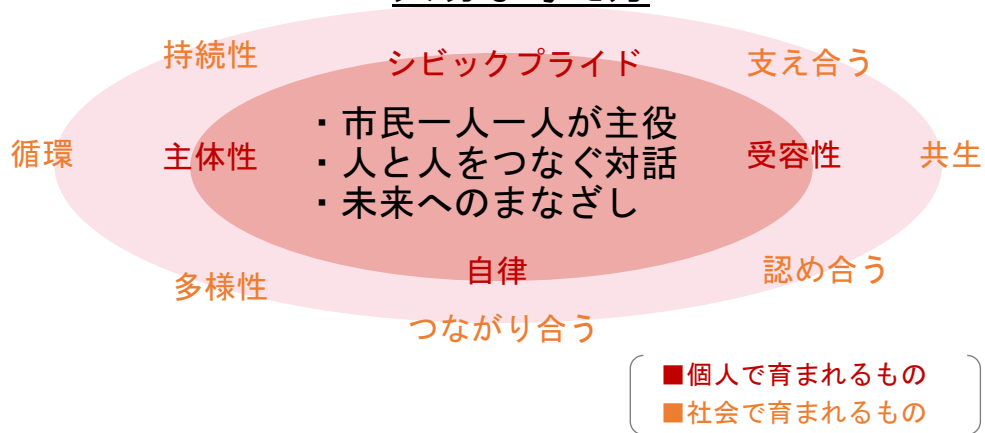 持続性
シビックプライド
支え合う
・市民一人一人が主役
循環
主体性
・人と人をつなぐ対話
受容性
共生
・未来へのまなざし
自律
認め合う
多様性
つながり合う
■個人で育まれるもの
■社会で育まれるもの